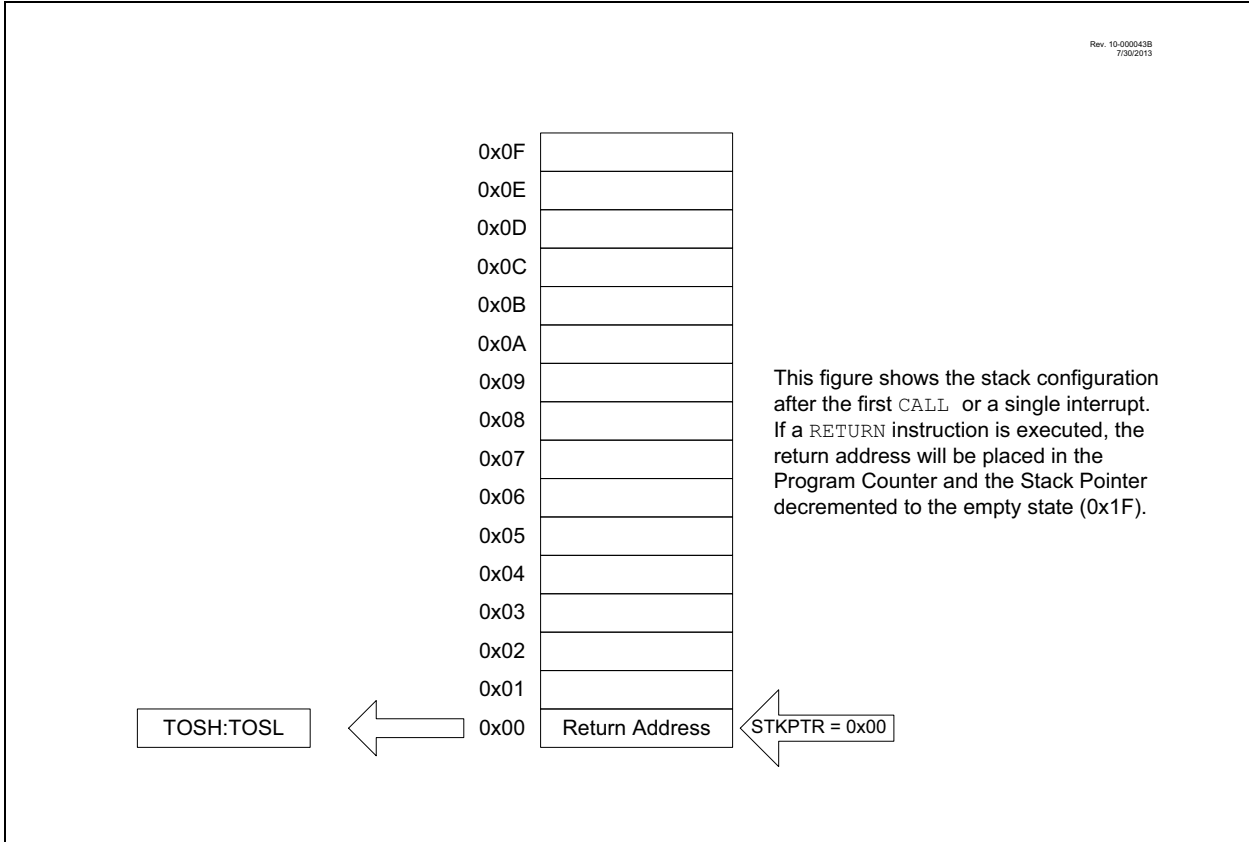 Rev. 10-000043B
7/30/2013
0x0F
0x0E
0x0D
0x0C
0x0B
0x0A
0x09
0x08
0x07
0x06
0x05
0x04
0x03
0x02
0x01
This figure shows the stack configuration
after the first CALL or a single interrupt.
If a RETURN instruction is executed, the
return address will be placed in the
Program Counter and the Stack Pointer
decremented to the empty state (0x1F).
TOSH:TOSL
0x00
Return Address
STKPTR = 0x00